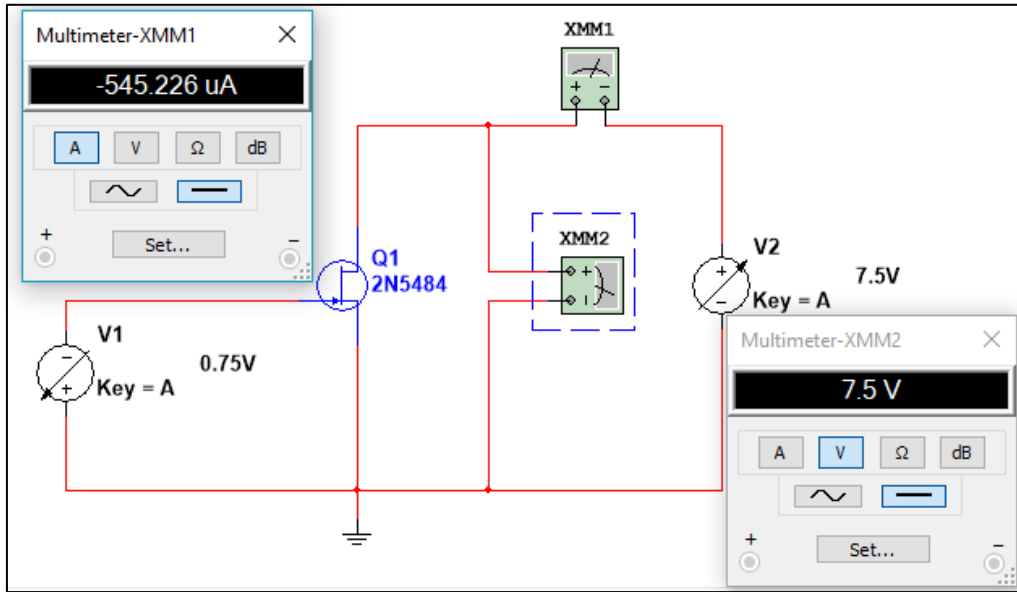 Multimeter-XMM1
-545.226 uA
A V Ω dB
+ Set... −
XMM1
+ −
XMM2
+
−
Q1
2N5484
V1
−
0.75V
+
Key = A
V2
+
7.5V
−
Key = A
Multimeter-XMM2
7.5 V
A V Ω dB
+ Set... −